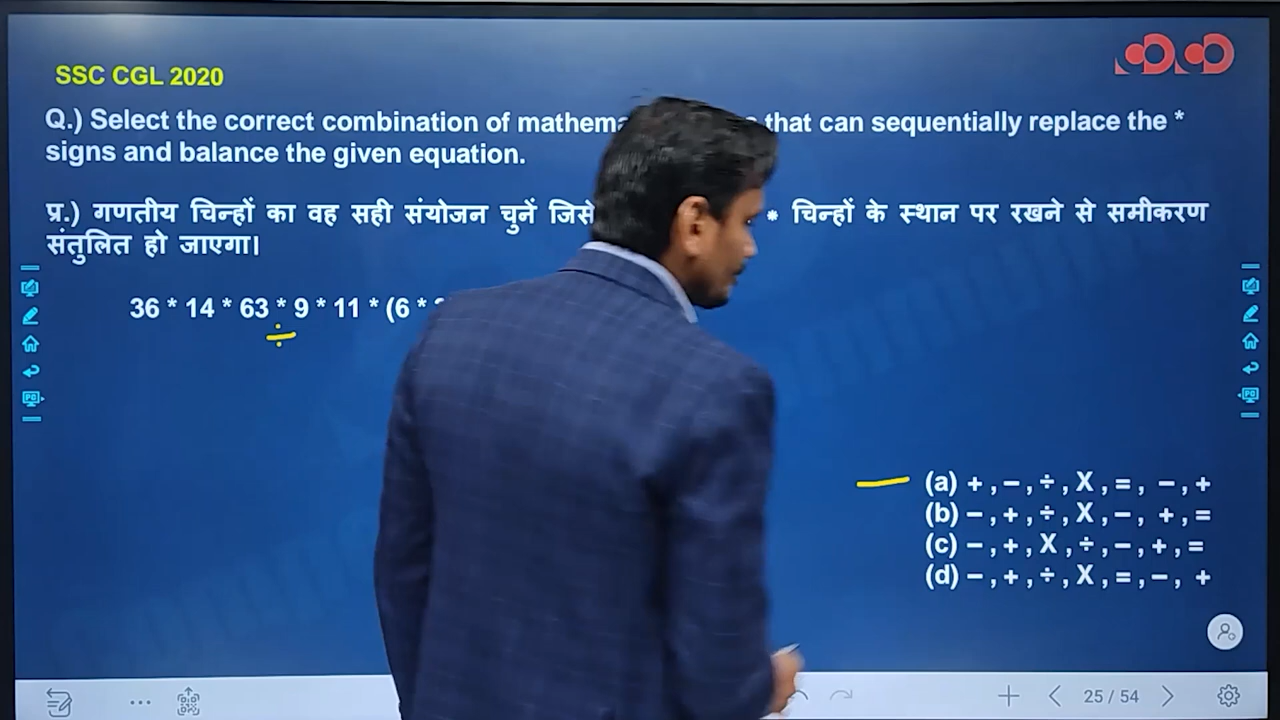 SSC CGL 2020
Q.) Select the correct combination of that can sequentially replace the *
signs and balance the given equation.
प्र.) गणतीय चिन्हों का वह सही संयोजन चुनें * चिन्हों के स्थान पर रखने से समीकरण
संतुलित हो जाएगा।
36 * 14 * 63 * 9 * 11 * (6 *
÷
(a) + , − , ÷ , X , = , − , +
(b) − , + , ÷ , X , − , + , =
(c) − , + , X , ÷ , − , + , =
(d) − , + , ÷ , X , = , − , +
25 / 54